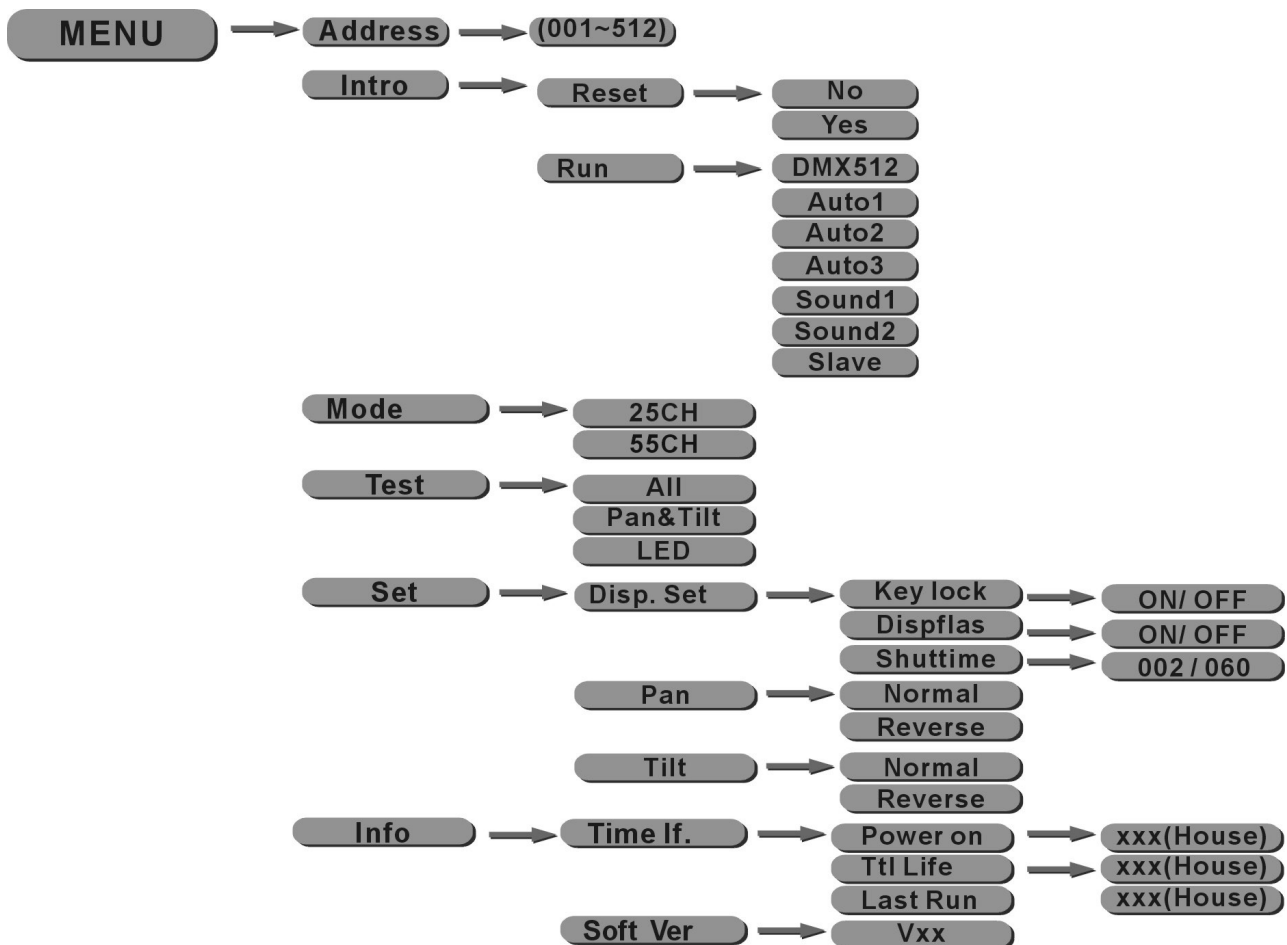 MENU Address (001~512)
Intro Reset No
Yes
Run DMX512
Auto1
Auto2
Auto3
Sound1
Sound2
Slave
Mode 25CH
55CH
Test All
Pan&Tilt
LED
Set Disp. Set Key lock ON/ OFF
Dispflas ON/ OFF
Shuttime 002 / 060
Pan Normal
Reverse
Tilt Normal
Reverse
Info Time If. Power on xxx(House)
Ttl Life xxx(House)
Last Run xxx(House)
Soft Ver Vxx